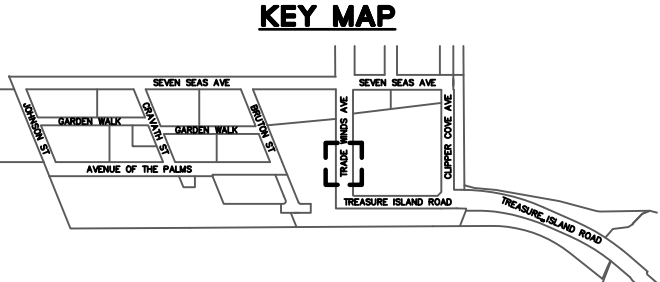 KEY MAP
SEVEN SEAS AVE
SEVEN SEAS AVE
JOHNSON ST
GARDEN WALK
CRAVATH ST
GARDEN WALK
BRUTON ST
TRADE WINDS AVE
CLIPPER COVE AVE
AVENUE OF THE PALMS
TREASURE ISLAND ROAD
TREASURE ISLAND ROAD